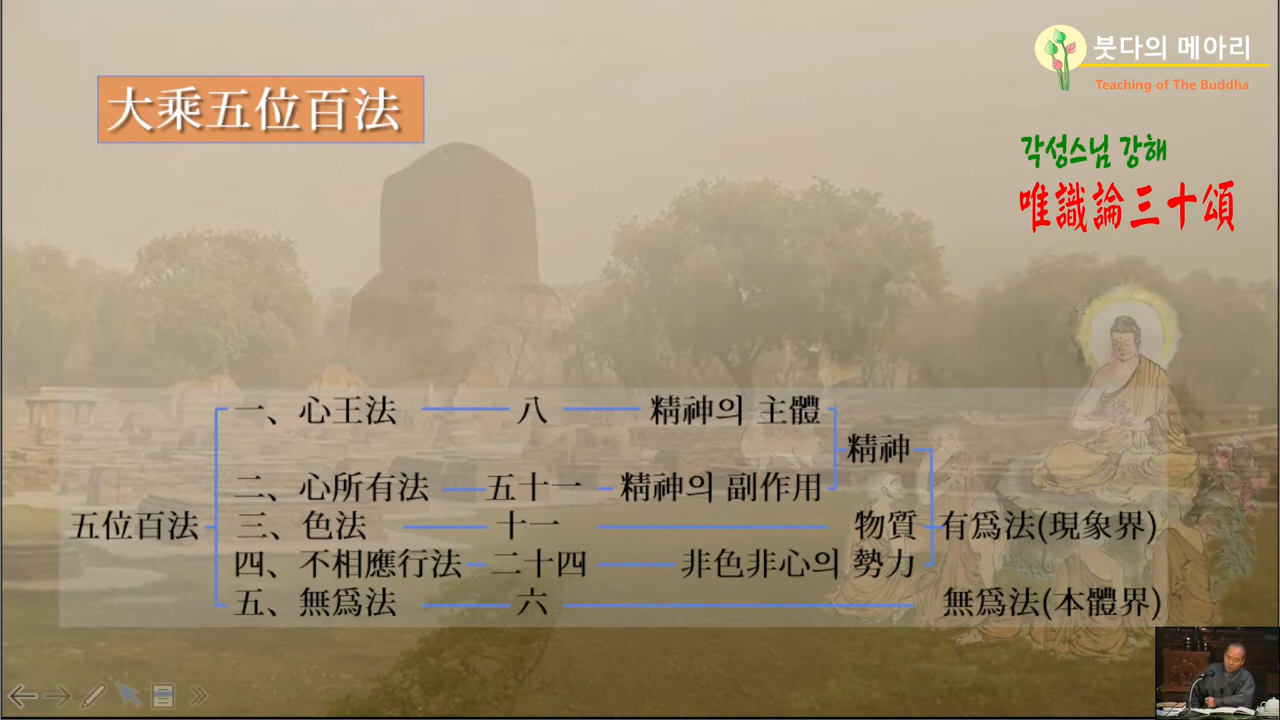 붓다의 메아리
Teaching of The Buddha
大乘五位百法
각성스님 강해
唯識論三十頌
一、心王法 八 精神의 主體
精神
二、心所有法 五十一 精神의 副作用
五位百法 三、色法 十一 物質 有爲法(現象界)
四、不相應行法 二十四 非色非心의 勢力
五、無爲法 六 無爲法(本體界)